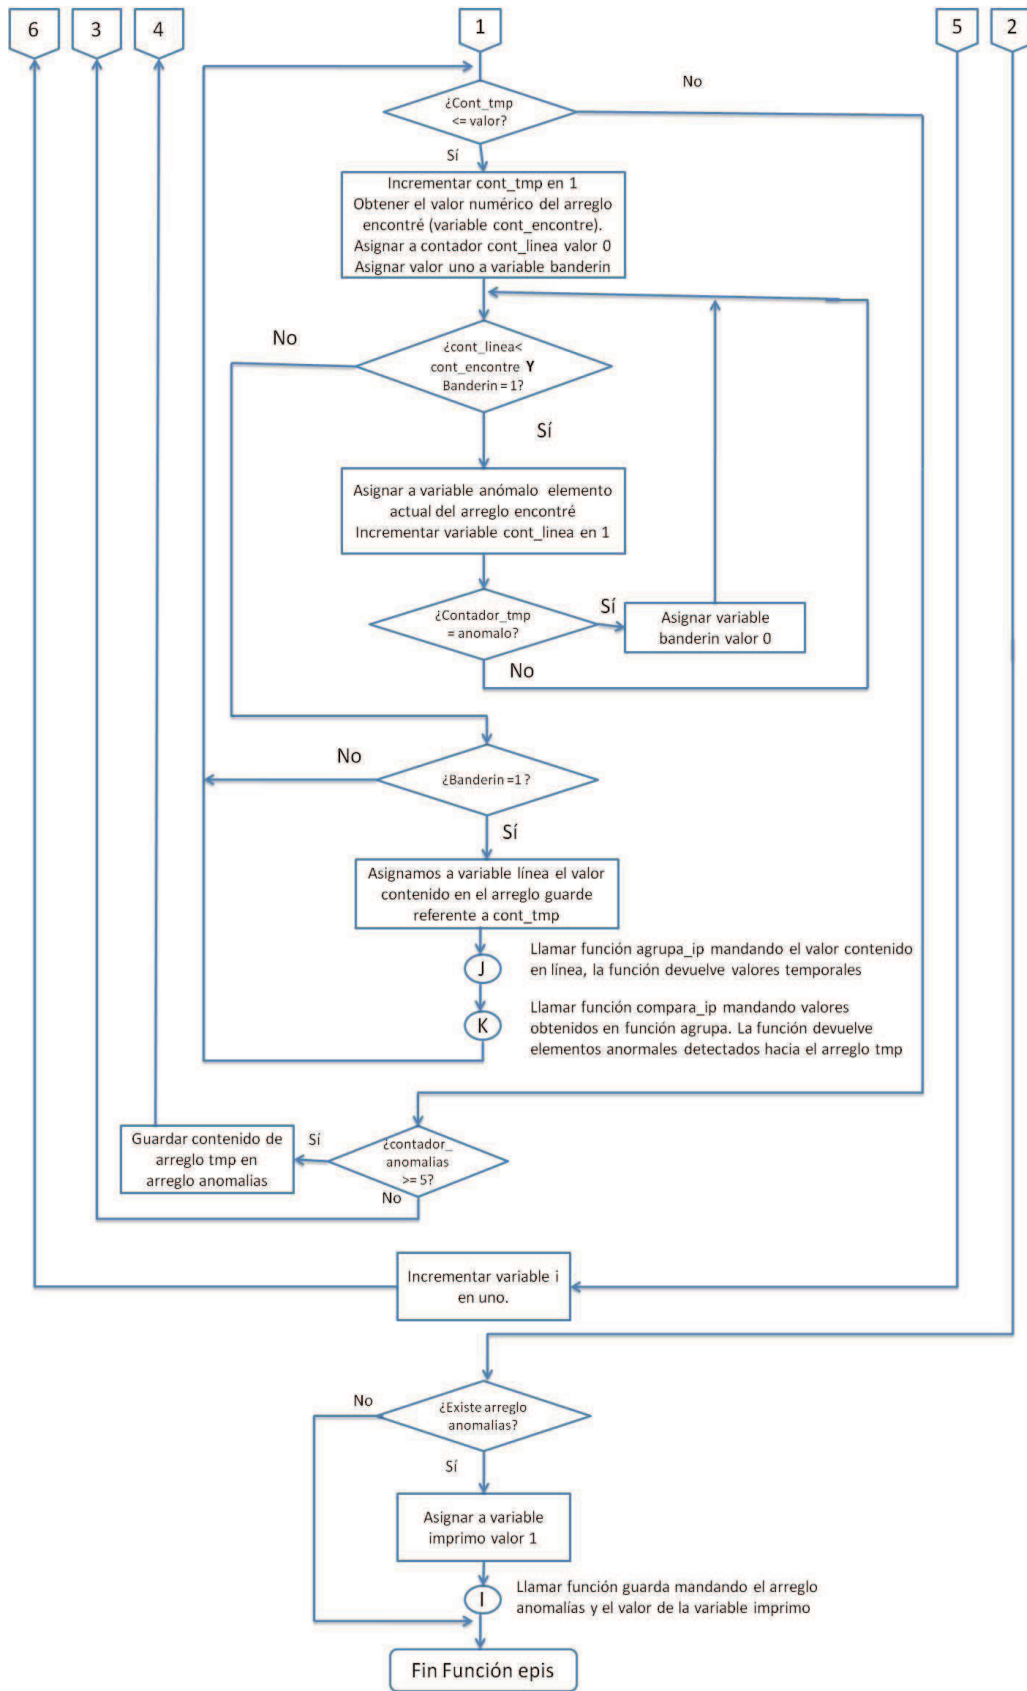 6
3
4
1
5
2
¿Cont_tmp
<= valor?
No
Sí
Incrementar cont_tmp en 1
Obtener el valor numérico del arreglo
encontré (variable cont_encontre).
Asignar a contador cont_linea valor 0
Asignar valor uno a variable banderin
No
¿cont_linea<
cont_encontre Y
Banderin = 1?
Sí
Asignar a variable anómalo elemento
actual del arreglo encontré
Incrementar variable cont_linea en 1
¿Contador_tmp
= anomalo?
Sí
Asignar variable
banderin valor 0
No
No
¿Banderin =1?
Sí
Asignamos a variable línea el valor
contenido en el arreglo guarde
referente a cont_tmp
J
Llamar función agrupa_ip mandando el valor contenido
en línea, la función devuelve valores temporales
K
Llamar función compara_ip mandando valores
obtenidos en función agrupa. La función devuelve
elementos anormales detectados hacia el arreglo tmp
Guardar contenido de
arreglo tmp en
arreglo anomalias
Sí
¿contador_
anomalias
>= 5?
No
Incrementar variable i
en uno.
No
¿Existe arreglo
anomalias?
Sí
Asignar a variable
imprimo valor 1
I
Llamar función guarda mandando el arreglo
anomalías y el valor de la variable imprimo
Fin Función epis